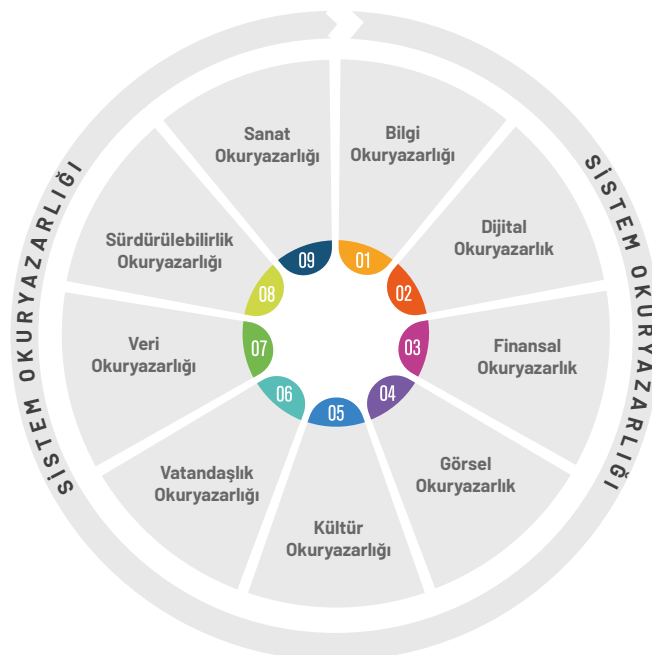 SİSTEM OKURYAZARLIĞI
SİSTEM OKURYAZARLIĞI
01
Bilgi
Okuryazarlığı
02
Dijital
Okuryazarlık
03
Finansal
Okuryazarlık
04
Görsel
Okuryazarlık
05
Kültür
Okuryazarlığı
06
Vatandaşlık
Okuryazarlığı
07
Veri
Okuryazarlığı
08
Sürdürülebilirlik
Okuryazarlığı
09
Sanat
Okuryazarlığı